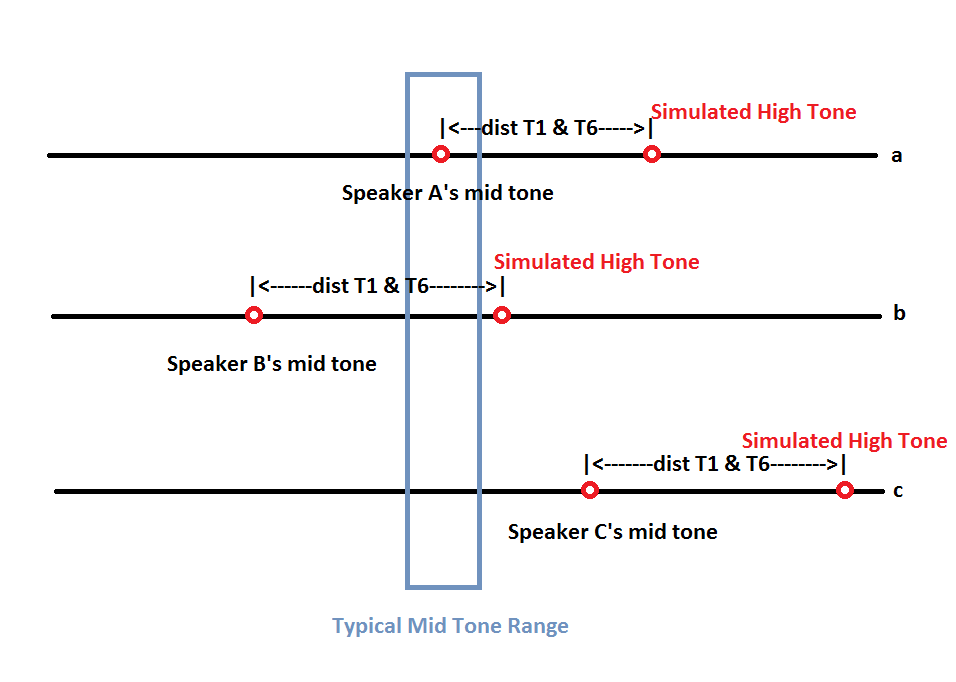 Simulated High Tone
|<---dist T1 & T6----->|
a
Speaker A's mid tone
Simulated High Tone
|<------dist T1 & T6-------->|
b
Speaker B's mid tone
Simulated High Tone
|<-------dist T1 & T6-------->|
c
Speaker C's mid tone
Typical Mid Tone Range